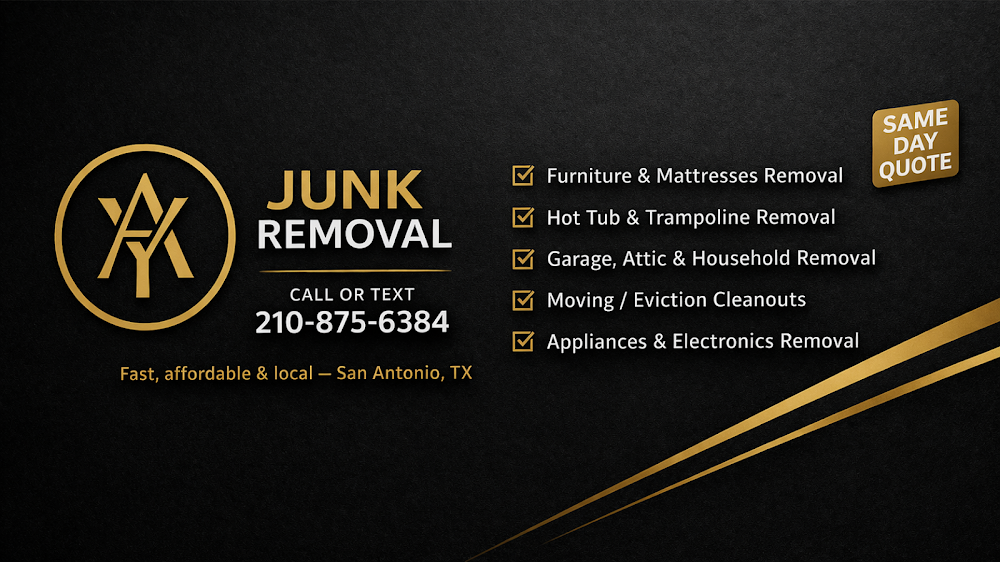 JUNK
REMOVAL
CALL OR TEXT
210-875-6384
Fast, affordable & local — San Antonio, TX
Furniture & Mattresses Removal
Hot Tub & Trampoline Removal
Garage, Attic & Household Removal
Moving / Eviction Cleanouts
Appliances & Electronics Removal
SAME
DAY
QUOTE